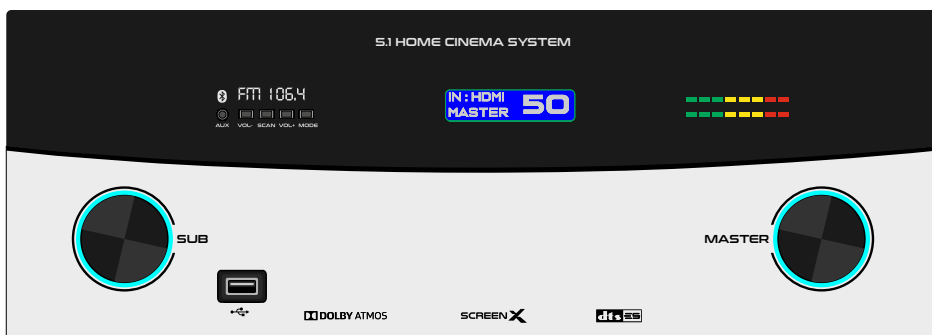 5.1 HOME CINEMA SYSTEM
FM 106.4
AUX VOL- SCAN VOL+ MODE
IN : HDMI
MASTER 50
SUB
MASTER
DOLBY ATMOS
SCREEN X
dts ES